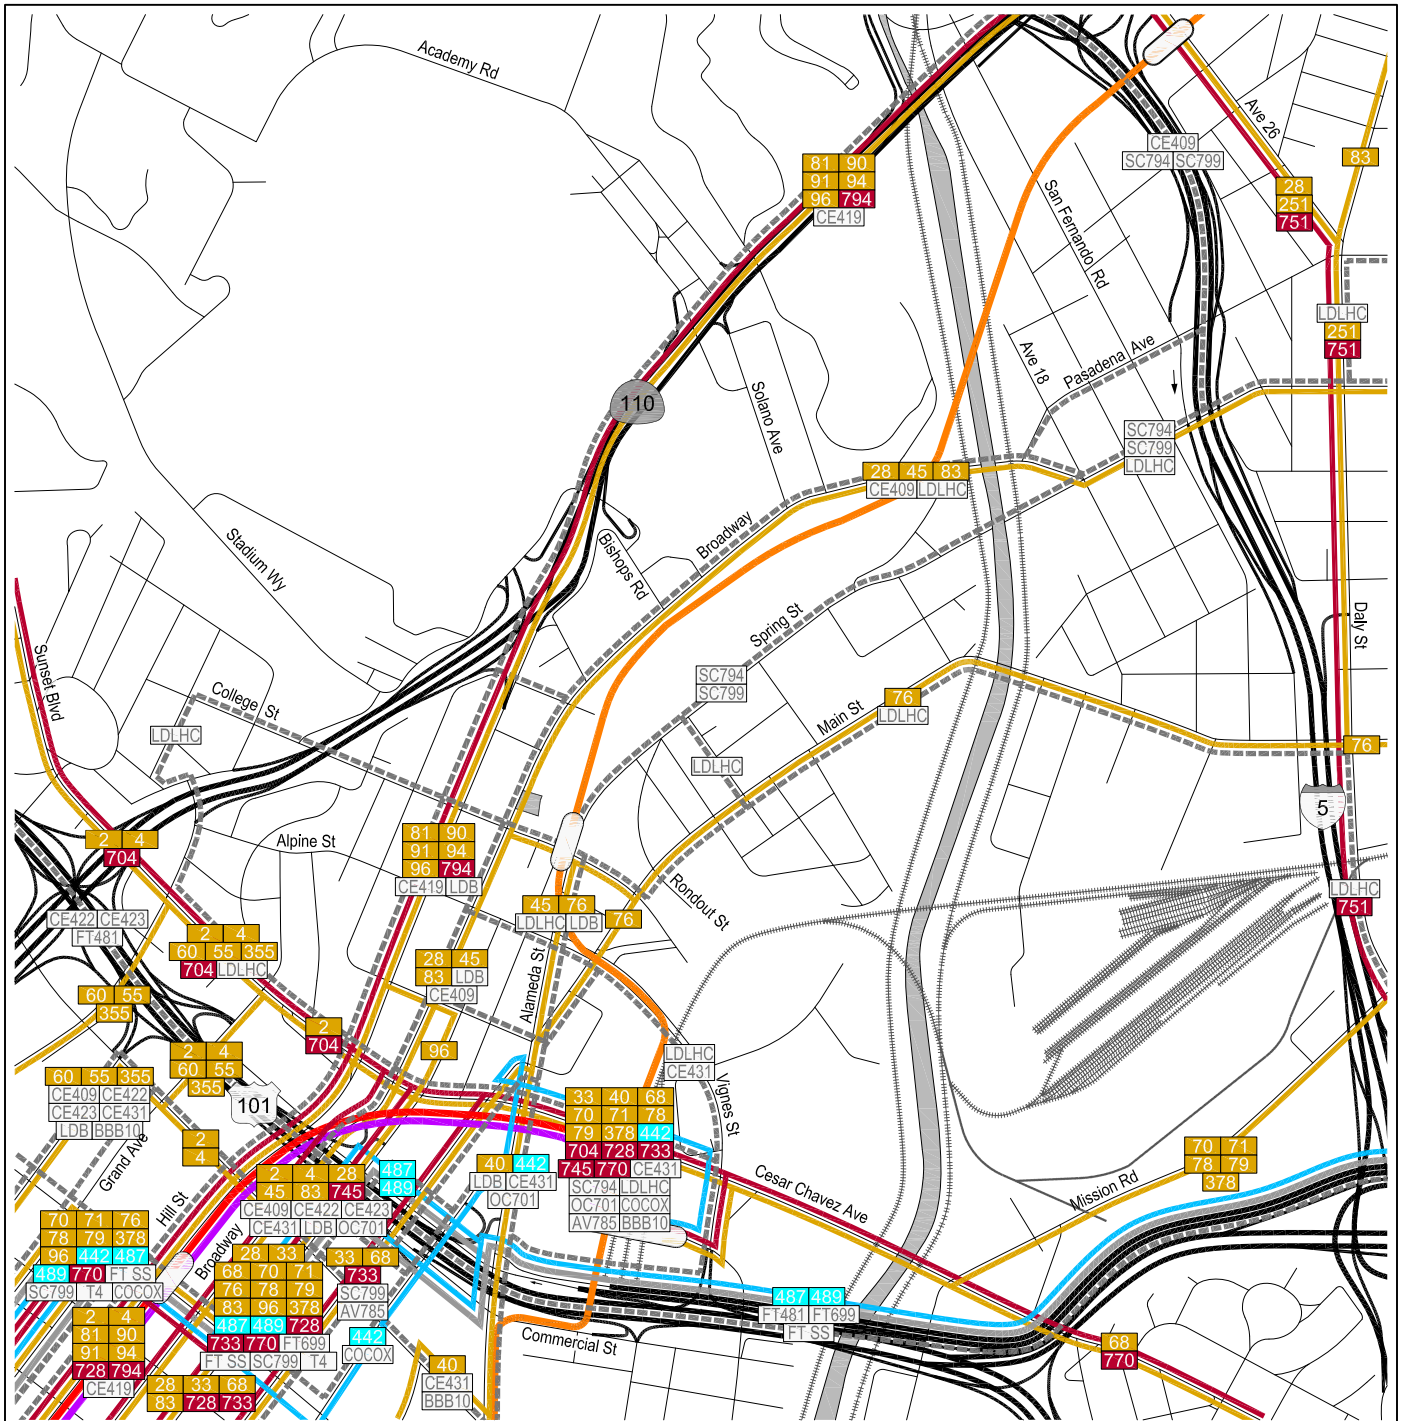 Academy Rd
Ave 26
CE409
SC794 SC799
83
81 90
91 94
96 794
CE419
28
251
751
San Fernando Rd
LDLHC
251
751
Ave 18
Pasadena Ave
110
Solano Ave
SC794
SC799
LDLHC
28 45 83
CE409 LDLHC
Broadway
Bishops Rd
Stadium Wy
Spring St
Daly St
Sunset Blvd
College St
SC794
SC799
76
LDLHC
Main St
LDLHC
LDLHC
76
5
2 4
704
Alpine St
81 90
91 94
96 794
CE419 LDB
Rondout St
LDLHC
751
45 76
LDLHC LDB
76
CE422 CE423
FT481
2 4
60 55 355
704 LDLHC
28 45
83 LDB
CE409
Alameda St
60 55
355
2
704
96
2 4
60 55
355
LDLHC
CE431
60 55 355
CE409 CE422
CE423 CE431
LDB BBB10
101
Vignes St
33 40 68
70 71 78
79 378 442
704 728 733
745 770 CE431
SC794 LDLHC
OC701 COCOX
AV785 BBB10
2
4
Grand Ave
70 71
78 79
378
Mission Rd
Cesar Chavez Ave
40 442
LDB CE431
OC701
487
489
2 4 28
45 83 745
CE409 CE422 CE423
CE431 LDB OC701
Hill St
Broadway
70 71 76
78 79 378
96 442 487
489 770 FT SS
SC799 T4 COCOX
28 33
68 70 71
76 78 79
83 96 378
487 489 728
733 770 FT699
FT SS SC799 T4
33 68
733
SC799
AV785
487 489
FT481 FT699
FT SS
2 4
81 90
91 94
728 794
CE419
442
COCOX
Commercial St
68
770
40
CE431
BBB10
28 33 68
83 728 733